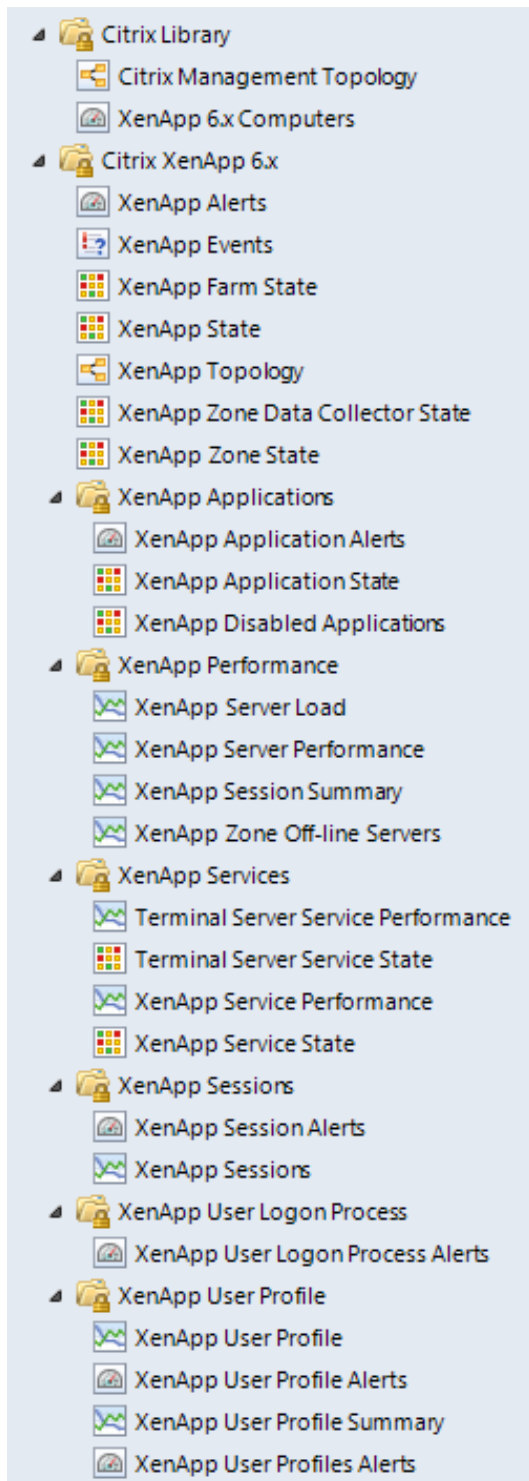 Citrix Library
Citrix Management Topology
XenApp 6.x Computers
Citrix XenApp 6.x
XenApp Alerts
XenApp Events
XenApp Farm State
XenApp State
XenApp Topology
XenApp Zone Data Collector State
XenApp Zone State
XenApp Applications
XenApp Application Alerts
XenApp Application State
XenApp Disabled Applications
XenApp Performance
XenApp Server Load
XenApp Server Performance
XenApp Session Summary
XenApp Zone Off-line Servers
XenApp Services
Terminal Server Service Performance
Terminal Server Service State
XenApp Service Performance
XenApp Service State
XenApp Sessions
XenApp Session Alerts
XenApp Sessions
XenApp User Logon Process
XenApp User Logon Process Alerts
XenApp User Profile
XenApp User Profile
XenApp User Profile Alerts
XenApp User Profile Summary
XenApp User Profiles Alerts